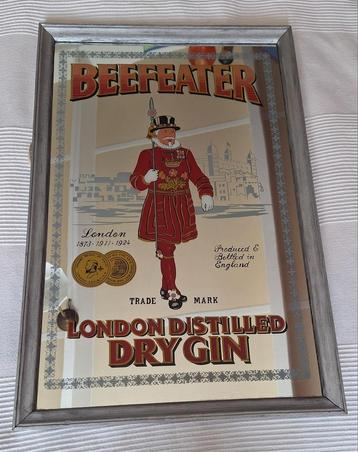 BEEFEATER
London
1873·1911·1924
Produced &
Bottled in
England
TRADE MARK
LONDON DISTILLED
DRY GIN